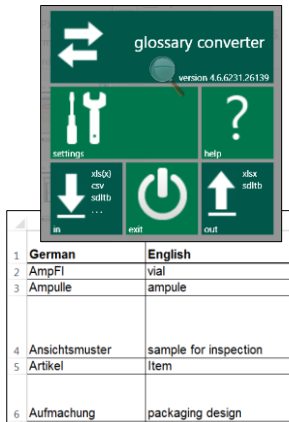 glossary converter
version 4.6.6231.26139
settings
help
xls(x)
csv
sdltb
...
in
exit
xlsx
sdltb
out
1 German English
2 AmpFl vial
3 Ampulle ampule
4 Ansichtsmuster sample for inspection
5 Artikel Item
6 Aufmachung packaging design